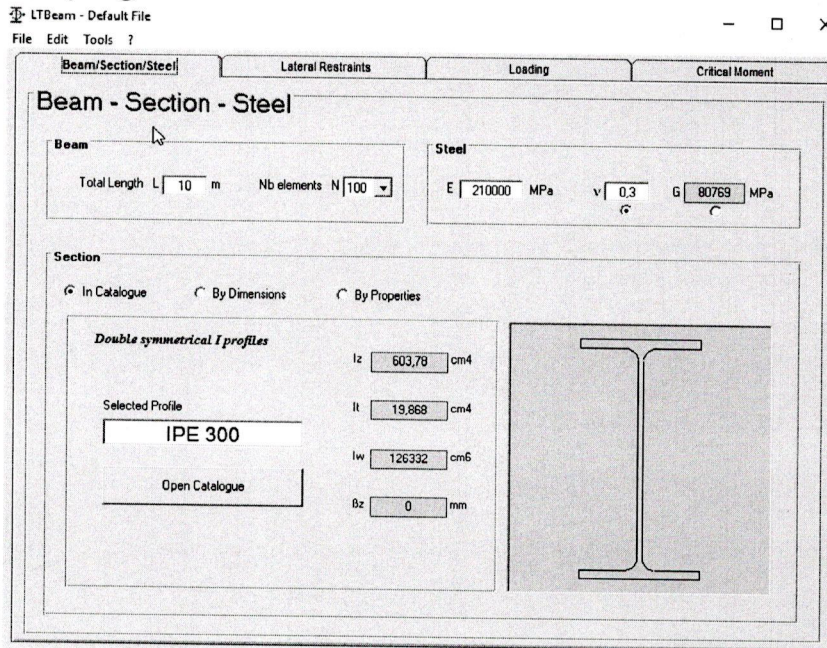 LTBeam - Default File
File Edit Tools ?
Beam/Section/Steel Lateral Restraints Loading Critical Moment
Beam - Section - Steel
Beam
Total Length L 10 m Nb elements N 100
Steel
E 210000 MPa ν 0,3 G 80769 MPa
Section
In Catalogue By Dimensions By Properties
Double symmetrical I profiles
Iz 603,78 cm4
Selected Profile
IPE 300
It 19,868 cm4
Iw 126332 cm6
Open Catalogue
βz 0 mm